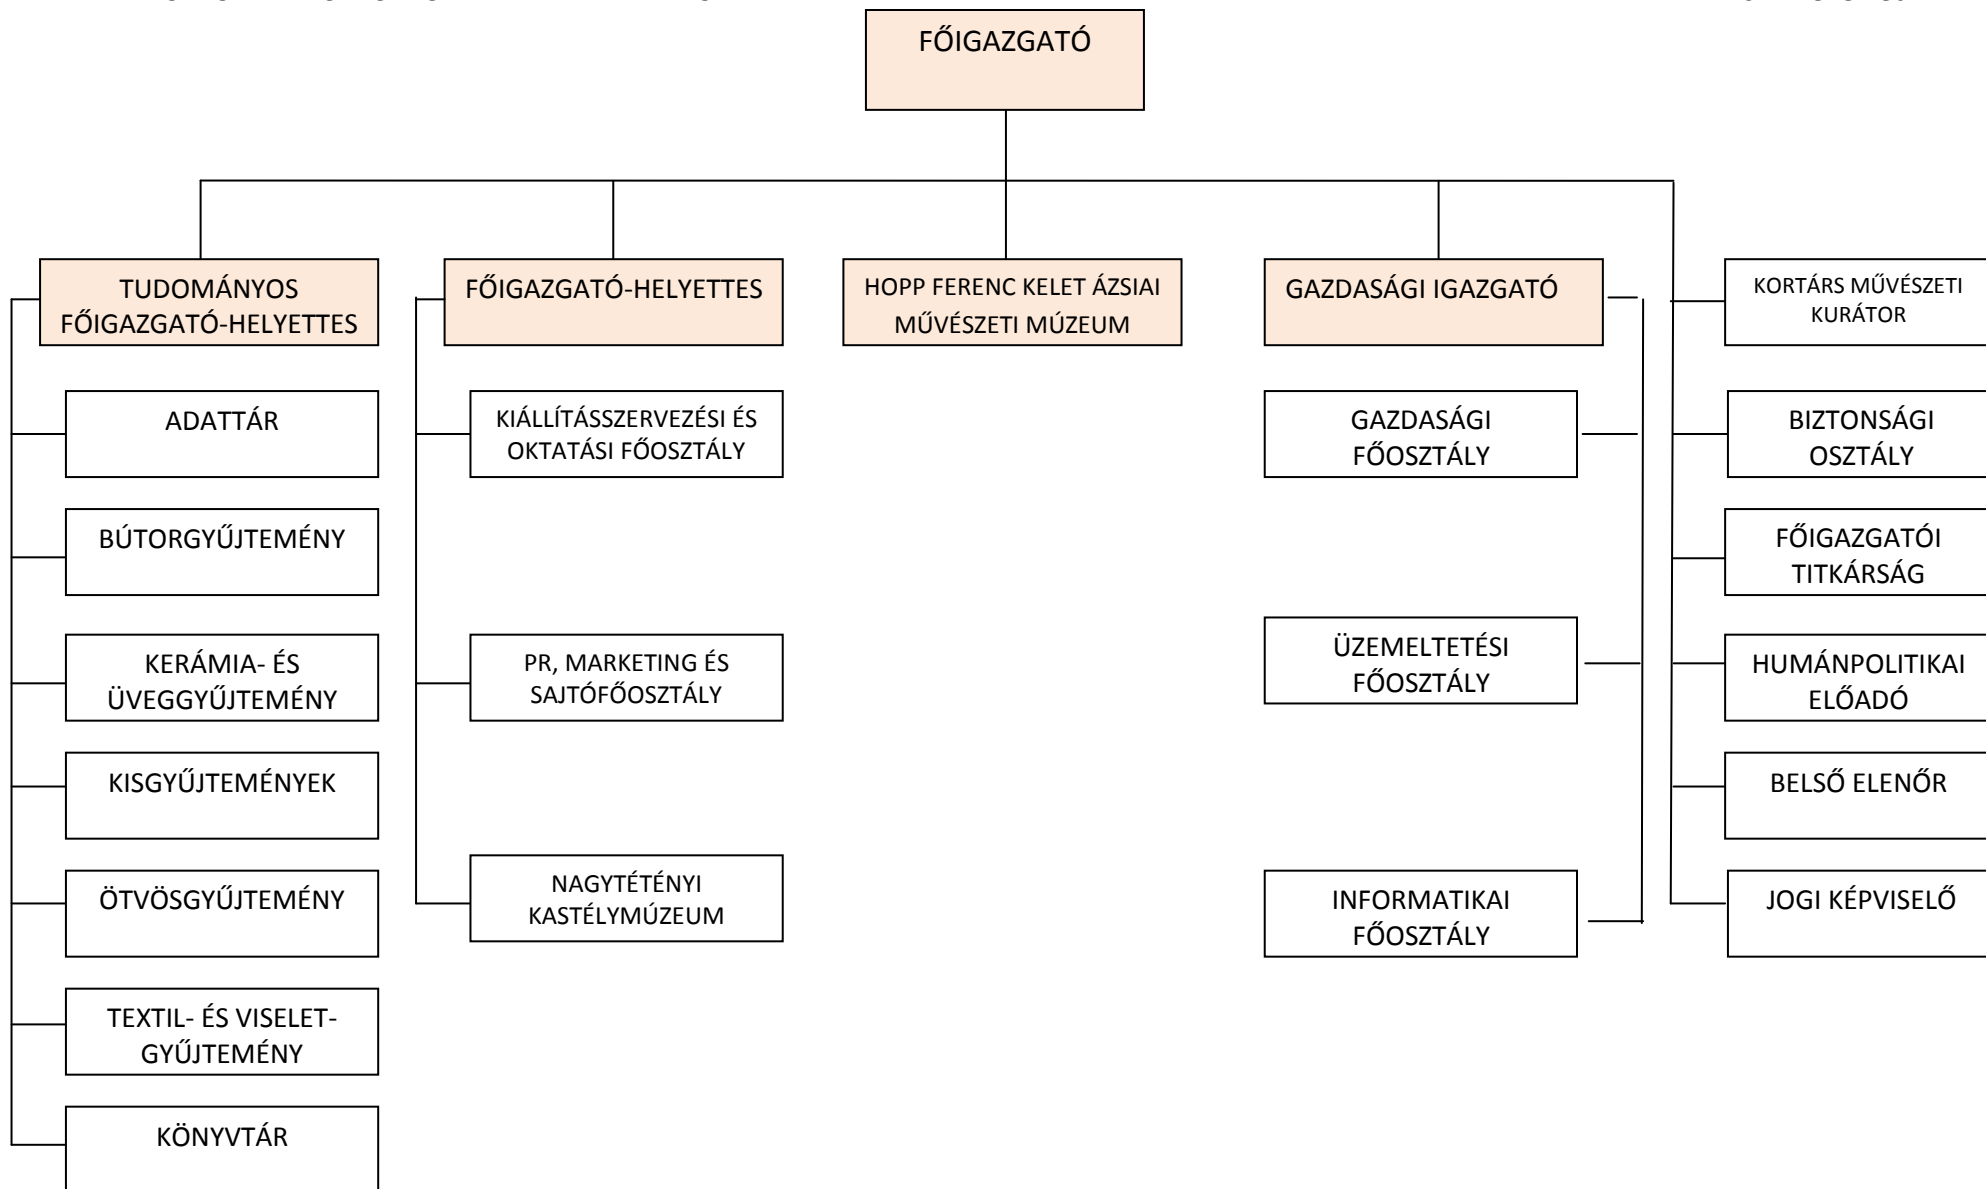 FŐIGAZGATÓ
TUDOMÁNYOS
FŐIGAZGATÓ-HELYETTES
FŐIGAZGATÓ-HELYETTES
HOPP FERENC KELET ÁZSIAI
MŰVÉSZETI MÚZEUM
GAZDASÁGI IGAZGATÓ
KORTÁRS MŰVÉSZETI
KURÁTOR
ADATTÁR
KIÁLLÍTÁSSZERVEZÉSI ÉS
OKTATÁSI FŐOSZTÁLY
GAZDASÁGI
FŐOSZTÁLY
BIZTONSÁGI
OSZTÁLY
BÚTORGYŰJTEMÉNY
FŐIGAZGATÓI
TITKÁRSÁG
KERÁMIA- ÉS
ÜVEGGYŰJTEMÉNY
PR, MARKETING ÉS
SAJTÓFŐOSZTÁLY
ÜZEMELTETÉSI
FŐOSZTÁLY
HUMÁNPOLITIKAI
ELŐADÓ
KISGYŰJTEMÉNYEK
BELSŐ ELENŐR
ÖTVÖSGYŰJTEMÉNY
NAGYTÉTÉNYI
KASTÉLYMÚZEUM
INFORMATIKAI
FŐOSZTÁLY
JOGI KÉPVISELŐ
TEXTIL- ÉS VISELET-
GYŰJTEMÉNY
KÖNYVTÁR